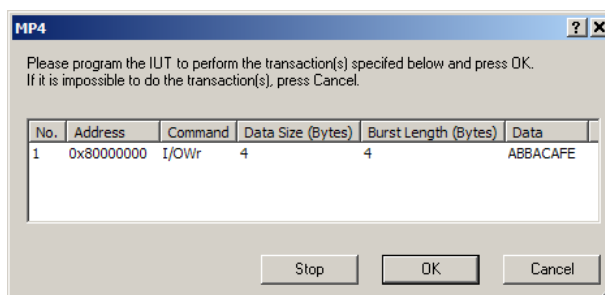 MP4
Please program the IUT to perform the transaction(s) specifed below and press OK.
If it is impossible to do the transaction(s), press Cancel.
No. Address Command Data Size (Bytes) Burst Length (Bytes) Data
1 0x80000000 I/OWr 4 4 ABBACAFE
Stop OK Cancel